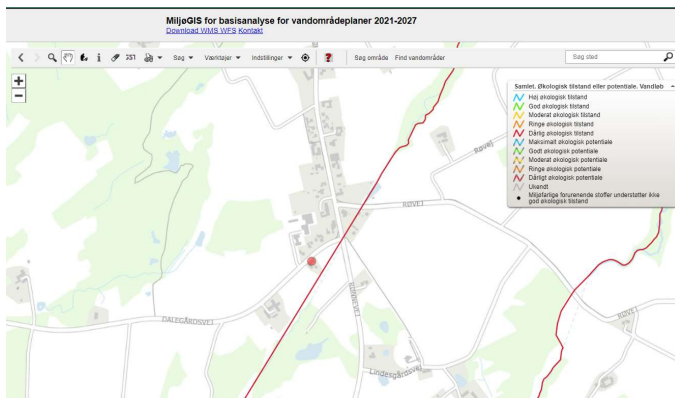 MiljøGIS for basisanalyse for vandområdeplaner 2021-2027
Download WMS WFS Kontakt
Søg Værktøjer Indstillinger ? Søg område Find vandområder Søg sted
+
−
Samlet. Økologisk tilstand eller potentiale. Vandløb
Høj økologisk tilstand
God økologisk tilstand
Moderat økologisk tilstand
Ringe økologisk tilstand
Dårlig økologisk tilstand
Maksimalt økologisk potentiale
Godt økologisk potentiale
Moderat økologisk potentiale
Ringe økologisk potentiale
Dårligt økologisk potentiale
Ukendt
Miljøfarlige forurenende stoffer understøtter ikke
god økologisk tilstand
Røvej
RØVEJ
RØNDEVEJ
DALEGÅRDSVEJ
RØVEJ
Lindesgårdsvej